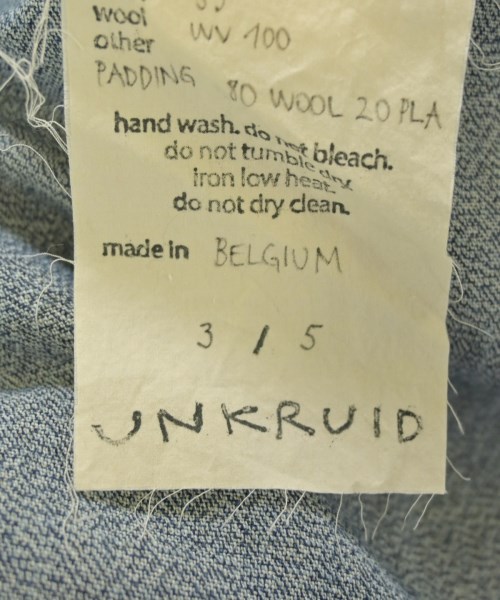 wool
other WV 100
PADDING 80 WOOL 20 PLA
hand wash. do not bleach.
do not tumble dry.
iron low heat.
do not dry clean.
made in BELGIUM
3 / 5
UNKRUID